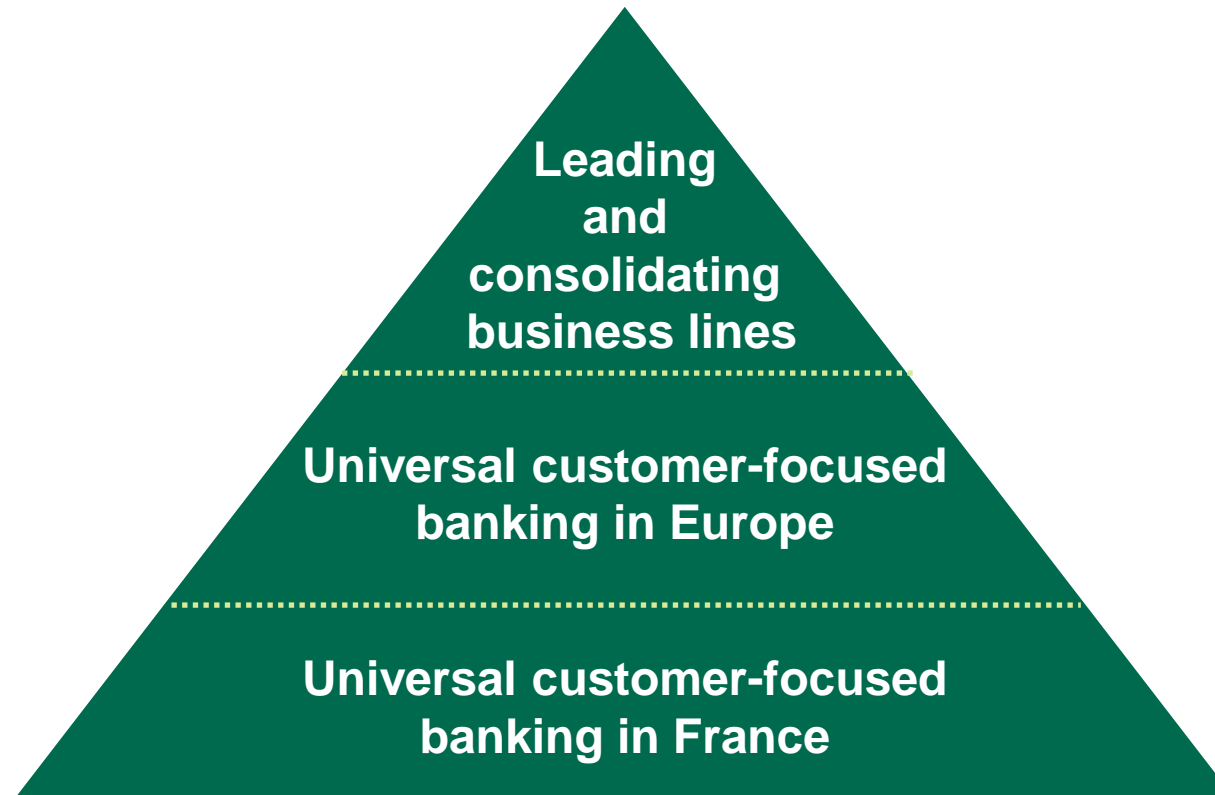 Leading
and
consolidating
business lines
Universal customer-focused
banking in Europe
Universal customer-focused
banking in France